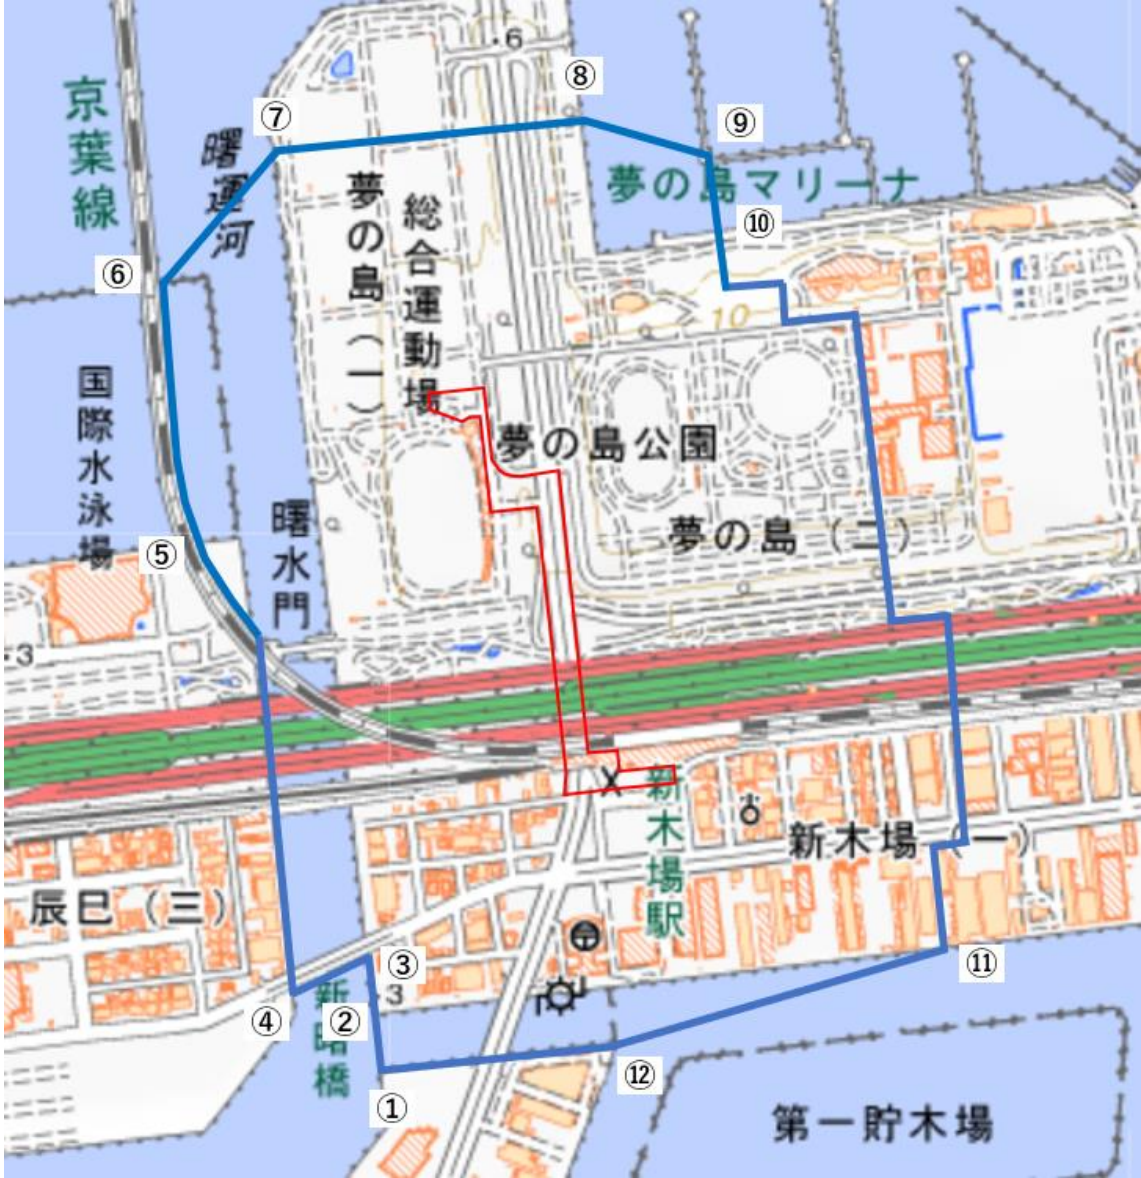 ・6
⑧
京葉線
⑦
曙運河
⑨
夢の島マリーナ
夢の島(一)
総合運動場
⑩
⑥
10
国際水泳場
夢の島公園
曙水門
夢の島(二)
⑤
・3
X
新木場駅
新木場(一)
辰巳(三)
③
⑪
3
④
②
新曙橋
⑫
①
第一貯木場